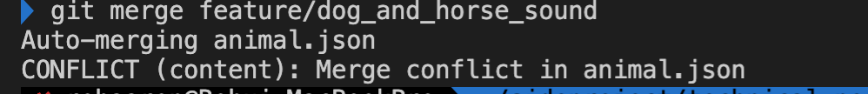 git merge feature/dog_and_horse_sound
Auto-merging animal.json
CONFLICT (content): Merge conflict in animal.json